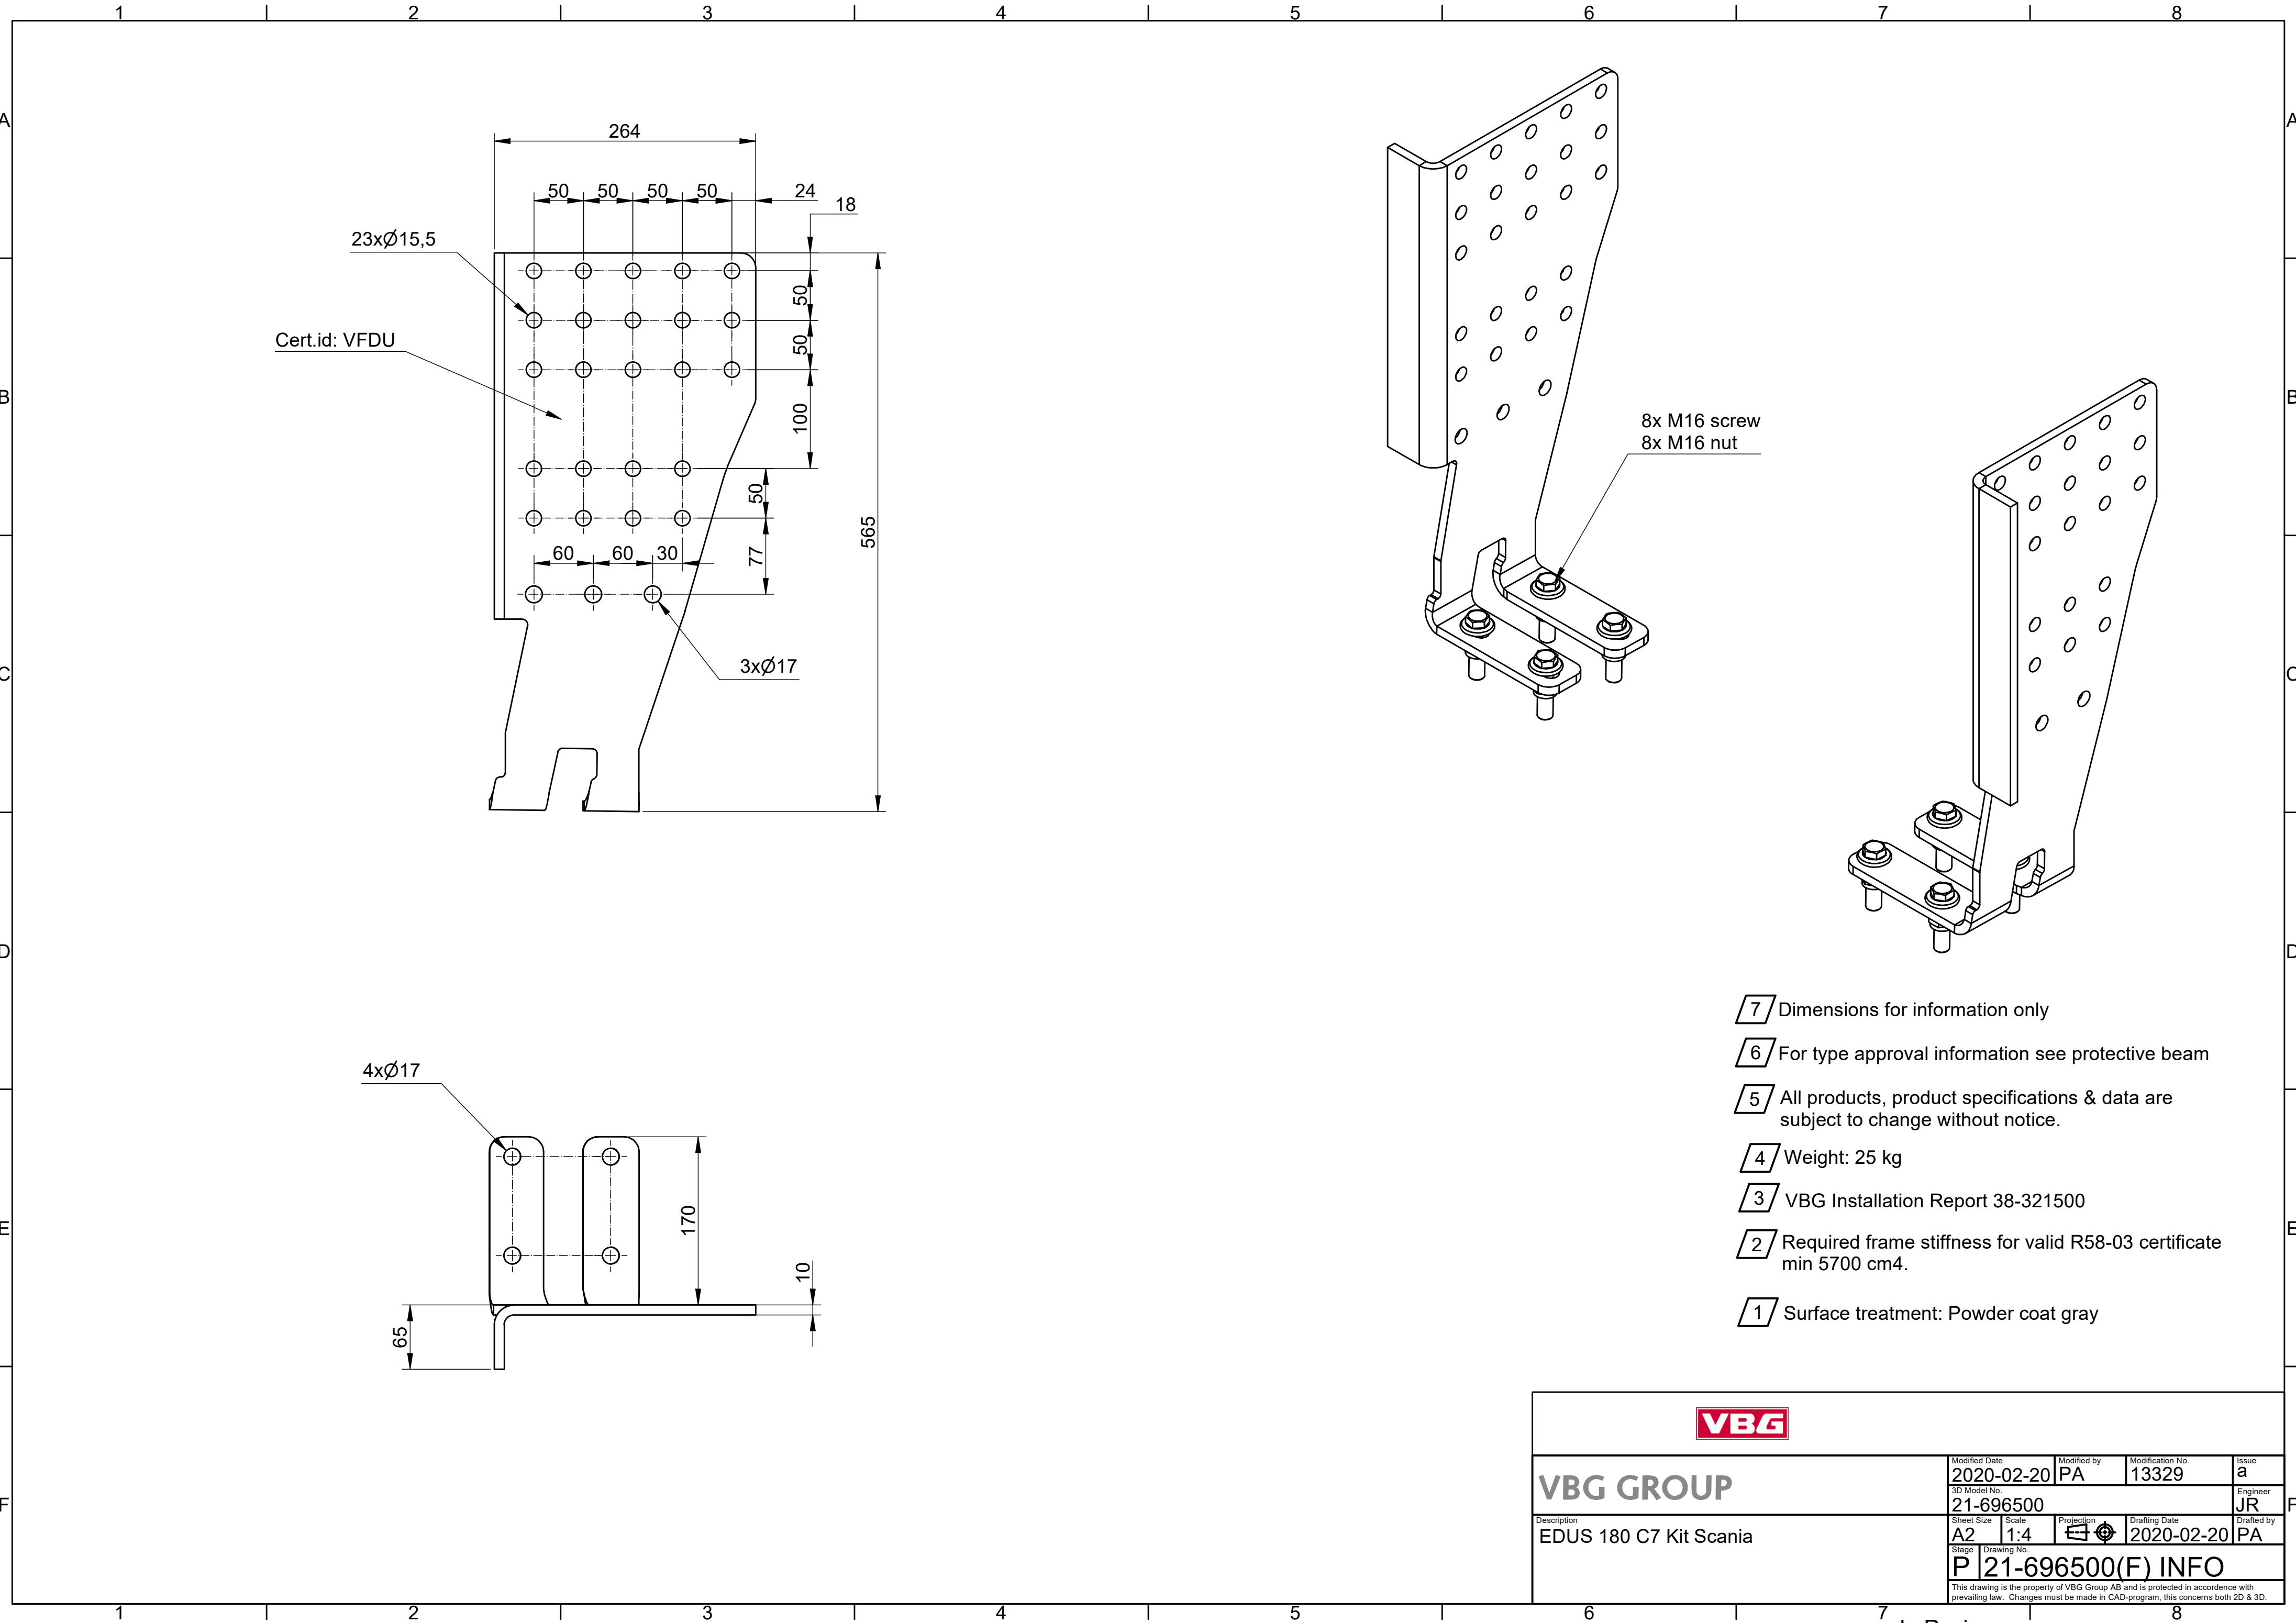 1 2 3 4 5 6 7 8
A A
B B
C C
D D
E E
F F
264
50 50 50 50 24
18
23xØ15,5
50
50
100
Cert.id: VFDU
50
77
565
60 60 30
3xØ17
8x M16 screw
8x M16 nut
4xØ17
170
10
65
7 Dimensions for information only
6 For type approval information see protective beam
5 All products, product specifications & data are
subject to change without notice.
4 Weight: 25 kg
3 VBG Installation Report 38-321500
2 Required frame stiffness for valid R58-03 certificate
min 5700 cm4.
1 Surface treatment: Powder coat gray
VBG
VBG GROUP
Description
EDUS 180 C7 Kit Scania
Modified Date Modified by Modification No. Issue
2020-02-20 PA 13329 a
3D Model No. Engineer
21-696500 JR
Sheet Size Scale Projection Drafting Date Drafted by
A2 1:4 2020-02-20 PA
Stage Drawing No.
P 21-696500(F) INFO
This drawing is the property of VBG Group AB and is protected in accordance with
prevailing law. Changes must be made in CAD-program, this concerns both 2D & 3D.
1 2 3 4 5 6 7 8